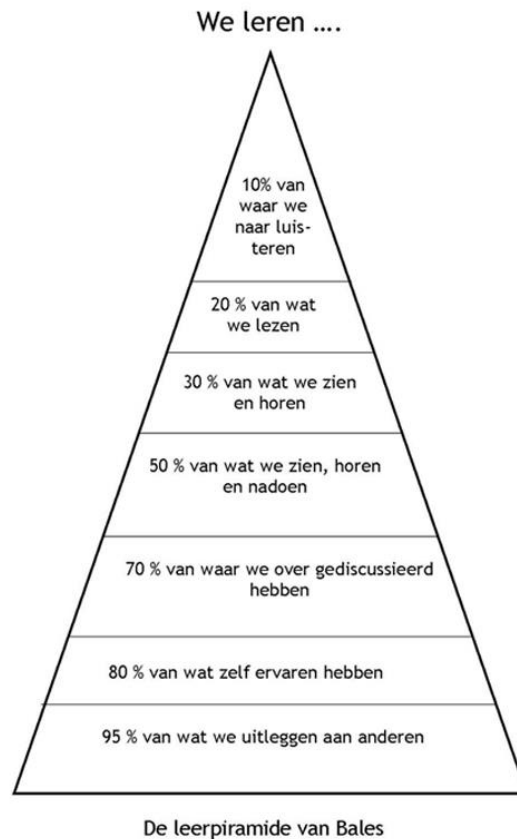 We leren ....
10% van
waar we
naar luis-
teren
20 % van wat
we lezen
30 % van wat we zien
en horen
50 % van wat we zien, horen
en nadoen
70 % van waar we over gediscussieerd
hebben
80 % van wat zelf ervaren hebben
95 % van wat we uitleggen aan anderen
De leerpiramide van Bales